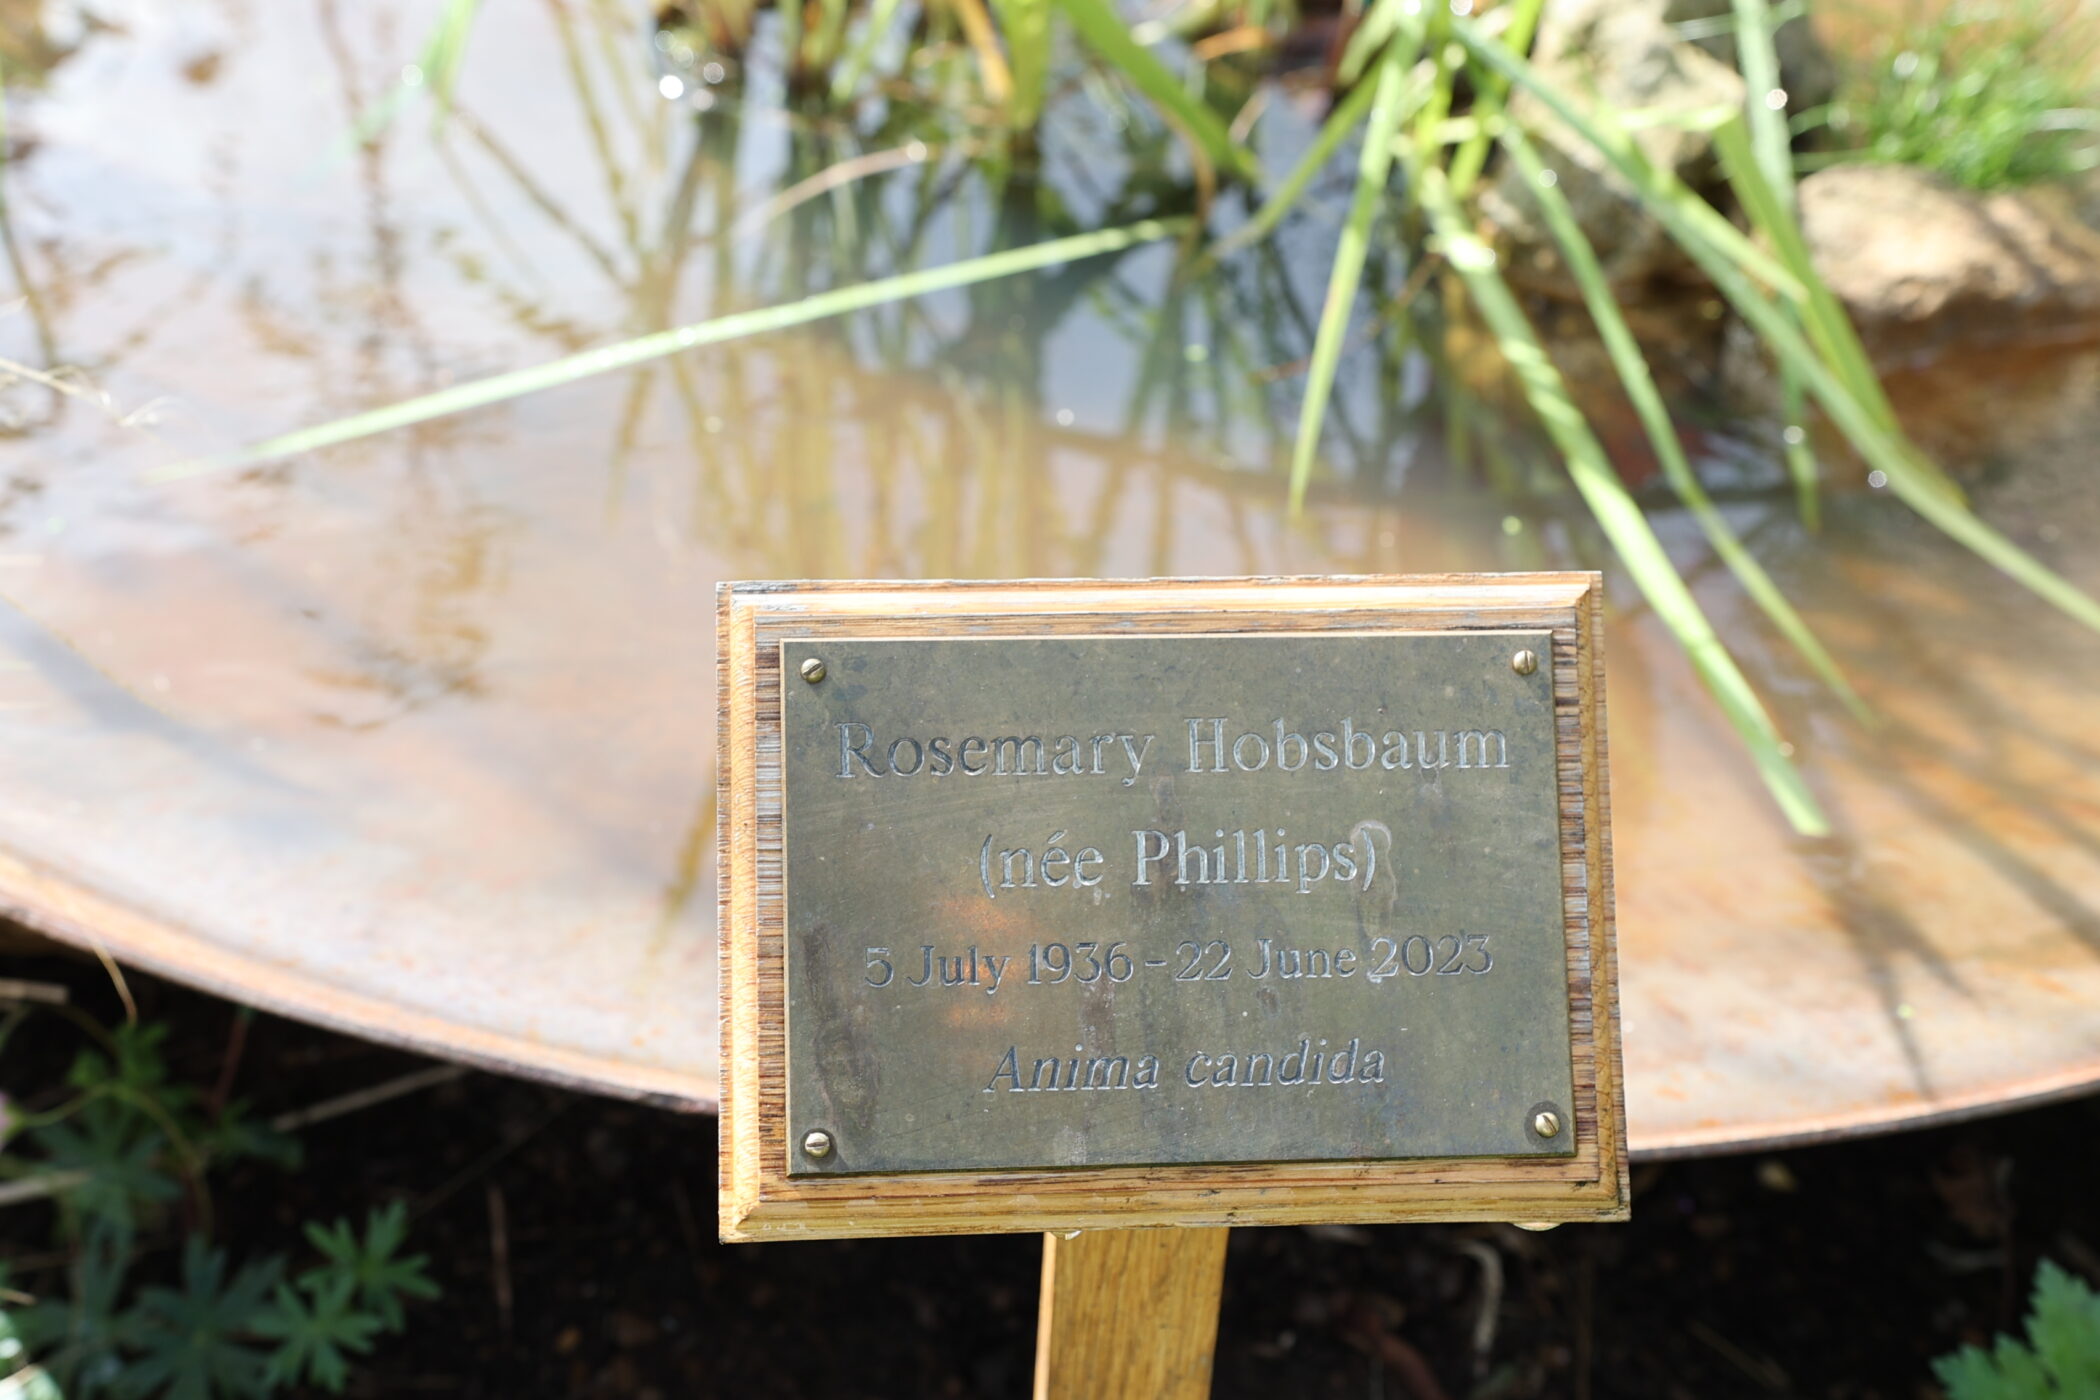 Rosemary Hobsbaum
(née Phillips)
5 July 1936 - 22 June 2023
Anima candida